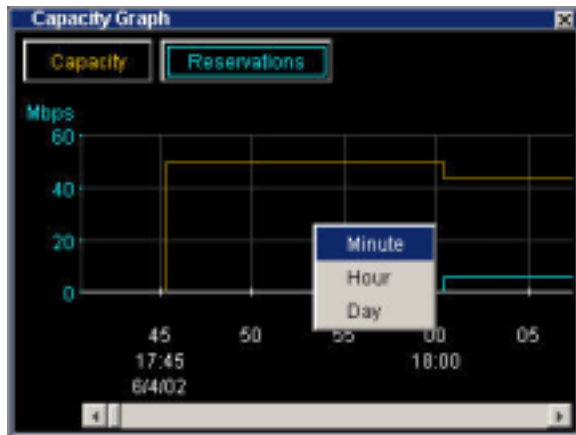 Capacity Graph
Capacity Reservations
Mbps
60
40
20
0
Minute
Hour
Day
45 50 55 00 05
17:45 18:00
6/4/02